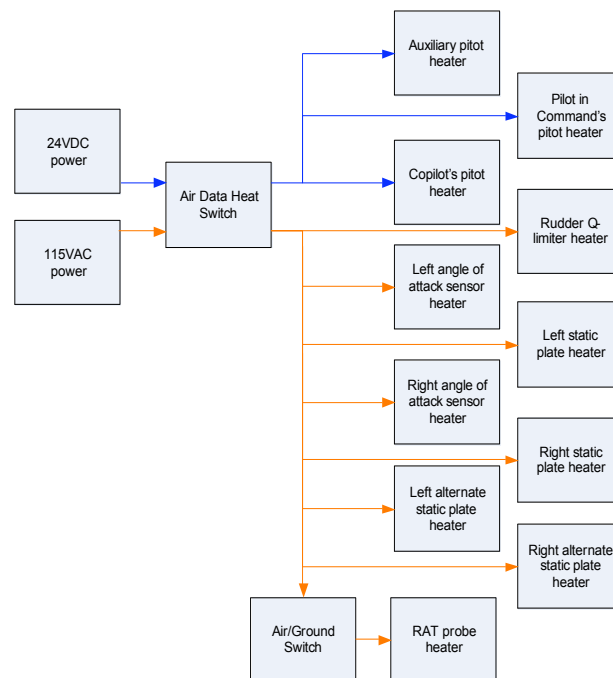 Auxiliary pitot
heater
Pilot in
Command's
pitot heater
24VDC
power
Air Data Heat
Switch
Copilot's pitot
heater
115VAC
power
Rudder Q-
limiter heater
Left angle of
attack sensor
heater
Left static
plate heater
Right angle of
attack sensor
heater
Right static
plate heater
Left alternate
static plate
heater
Right alternate
static plate
heater
Air/Ground
Switch
RAT probe
heater